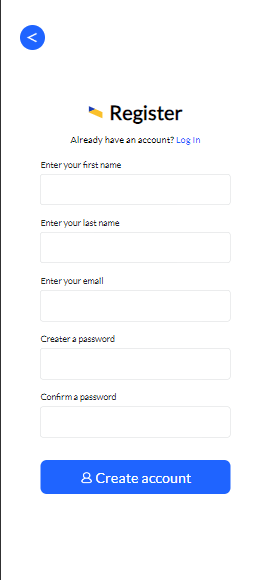 <
Register
Already have an account? Log In
Enter your first name
Enter your last name
Enter your email
Creater a password
Confirm a password
Create account